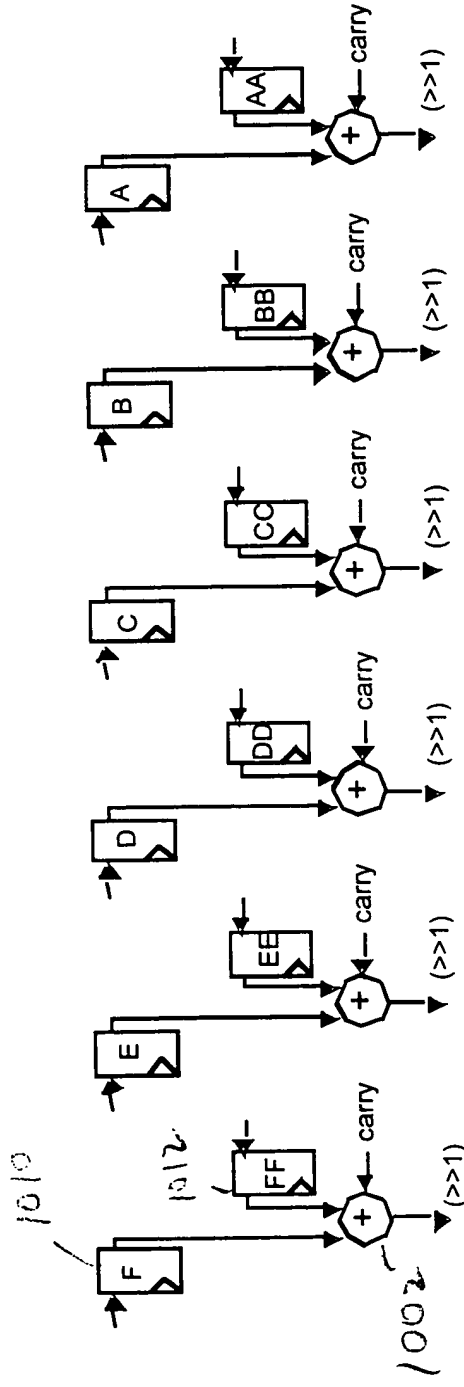 1010
1012
1002
F E D C B A
FF EE DD CC BB AA
+ + + + + +
carry carry carry carry carry carry
(>>1) (>>1) (>>1) (>>1) (>>1) (>>1)